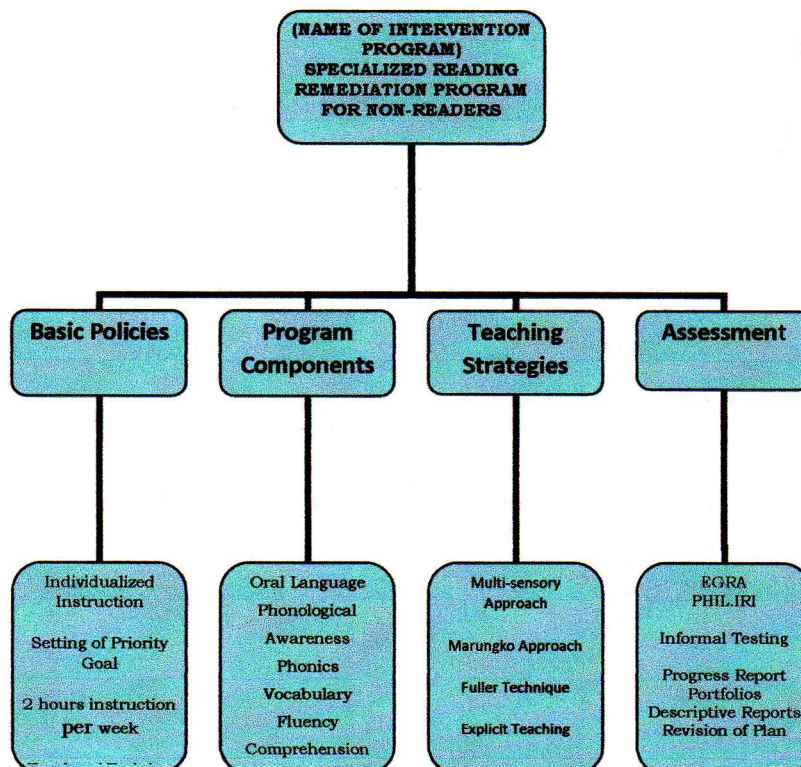 (NAME OF INTERVENTION
PROGRAM)
SPECIALIZED READING
REMEDIATION PROGRAM
FOR NON-READERS
Basic Policies
Program
Components
Teaching
Strategies
Assessment
Individualized
Instruction
Setting of Priority
Goal
2 hours instruction
per week
Oral Language
Phonological
Awareness
Phonics
Vocabulary
Fluency
Comprehension
Multi-sensory
Approach
Marungko Approach
Fuller Technique
Explicit Teaching
EGRA
PHIL.IRI
Informal Testing
Progress Report
Portfolios
Descriptive Reports
Revision of Plan